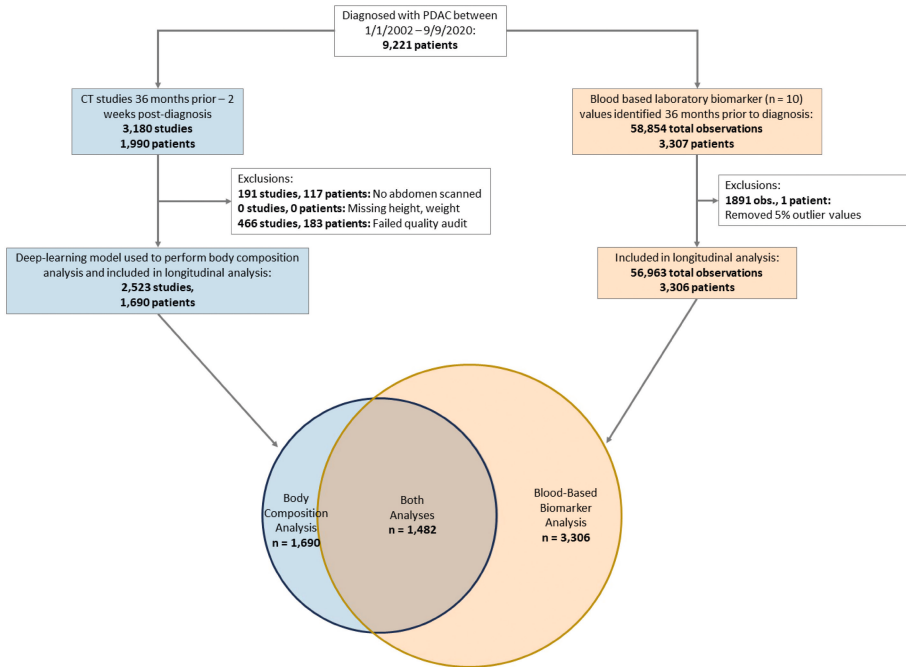 Diagnosed with PDAC between
1/1/2002 – 9/9/2020:
9,221 patients
CT studies 36 months prior – 2
weeks post-diagnosis
3,180 studies
1,990 patients
Blood based laboratory biomarker (n = 10)
values identified 36 months prior to diagnosis:
58,854 total observations
3,307 patients
Exclusions:
191 studies, 117 patients: No abdomen scanned
0 studies, 0 patients: Missing height, weight
466 studies, 183 patients: Failed quality audit
Exclusions:
1891 obs., 1 patient:
Removed 5% outlier values
Deep-learning model used to perform body composition
analysis and included in longitudinal analysis:
2,523 studies,
1,690 patients
Included in longitudinal analysis:
56,963 total observations
3,306 patients
Body
Composition
Analysis
n = 1,690
Both
Analyses
n = 1,482
Blood-Based
Biomarker
Analysis
n = 3,306